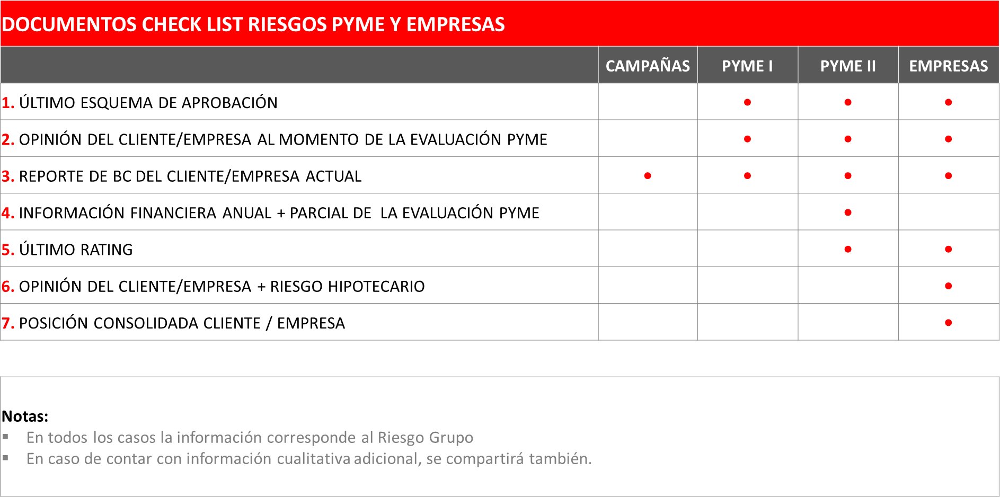 DOCUMENTOS CHECK LIST RIESGOS PYME Y EMPRESAS
CAMPAÑAS PYME I PYME II EMPRESAS
1. ÚLTIMO ESQUEMA DE APROBACIÓN • • •
2. OPINIÓN DEL CLIENTE/EMPRESA AL MOMENTO DE LA EVALUACIÓN PYME • • •
3. REPORTE DE BC DEL CLIENTE/EMPRESA ACTUAL • • • •
4. INFORMACIÓN FINANCIERA ANUAL + PARCIAL DE LA EVALUACIÓN PYME •
5. ÚLTIMO RATING • •
6. OPINIÓN DEL CLIENTE/EMPRESA + RIESGO HIPOTECARIO •
7. POSICIÓN CONSOLIDADA CLIENTE / EMPRESA •
Notas:
▪ En todos los casos la información corresponde al Riesgo Grupo
▪ En caso de contar con información cualitativa adicional, se compartirá también.